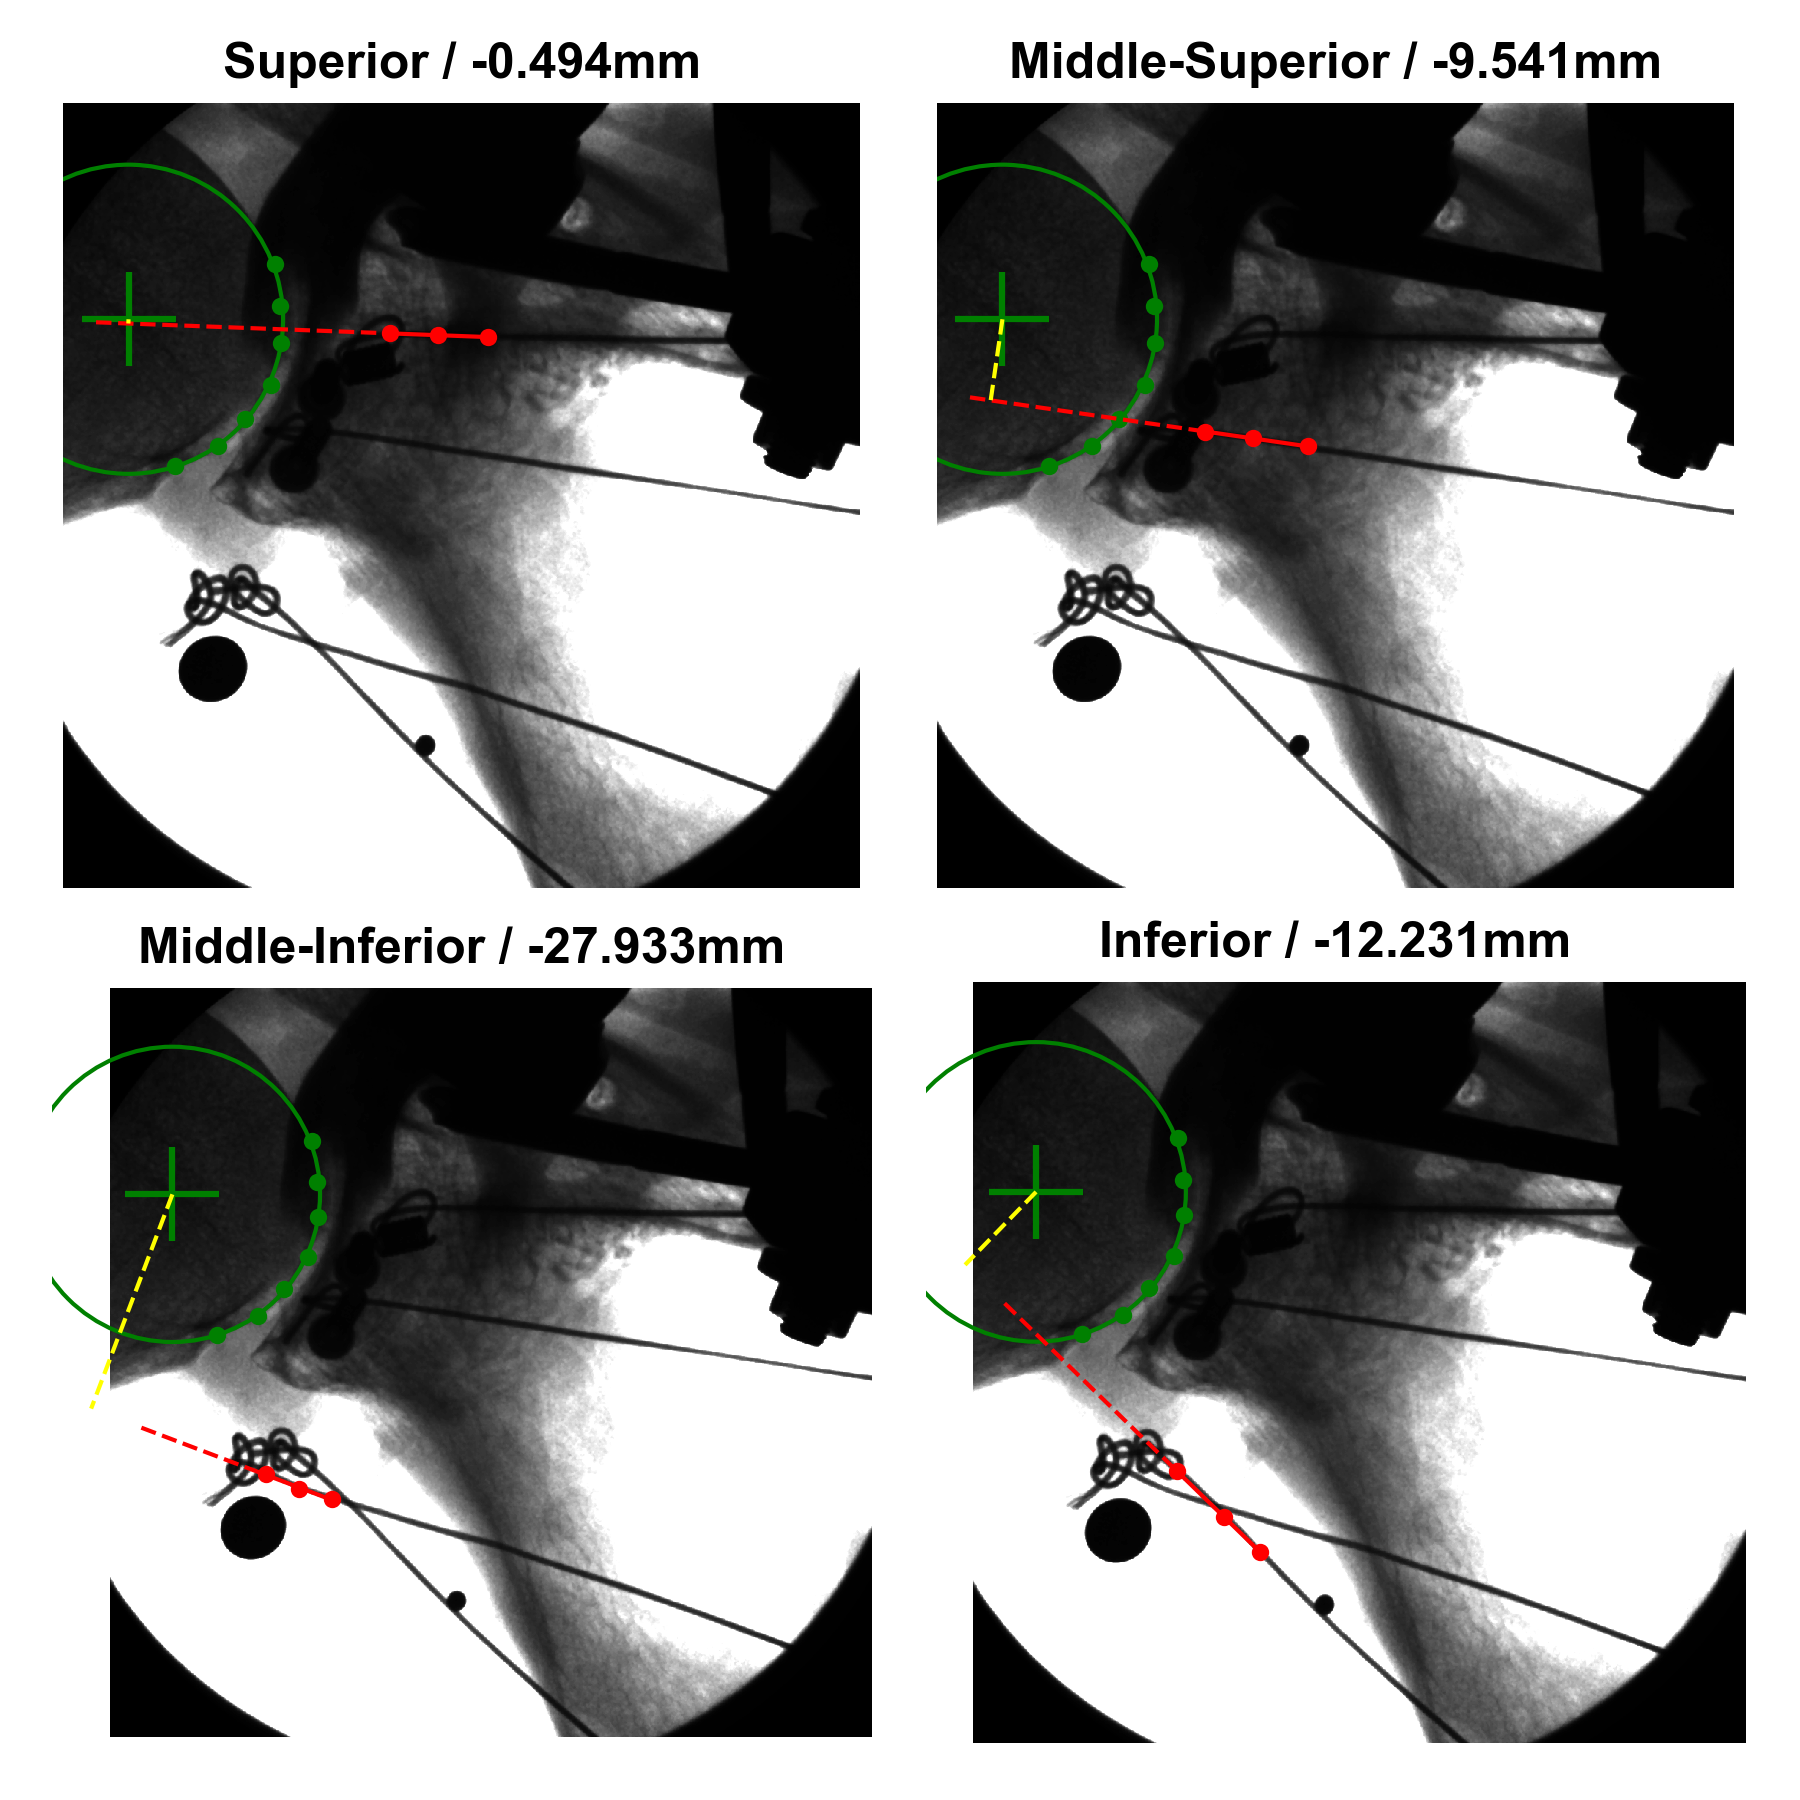 Superior / -0.494mm
Middle-Superior / -9.541mm
Middle-Inferior / -27.933mm
Inferior / -12.231mm